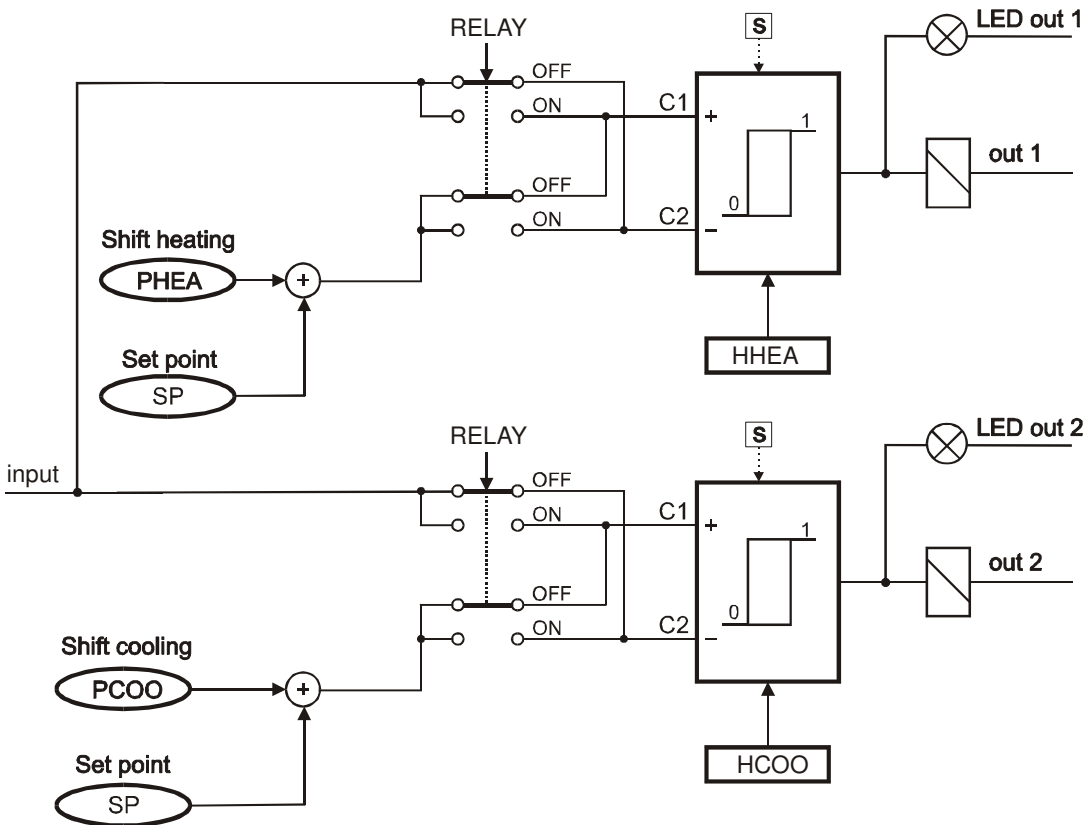 LED out 1
RELAY
S
OFF
ON
C1
+
1
out 1
OFF
0
ON
C2
−
Shift heating
PHEA
+
Set point
HHEA
SP
RELAY
S
LED out 2
input
OFF
ON
C1
+
1
out 2
OFF
0
ON
C2
−
Shift cooling
PCOO
+
Set point
HCOO
SP